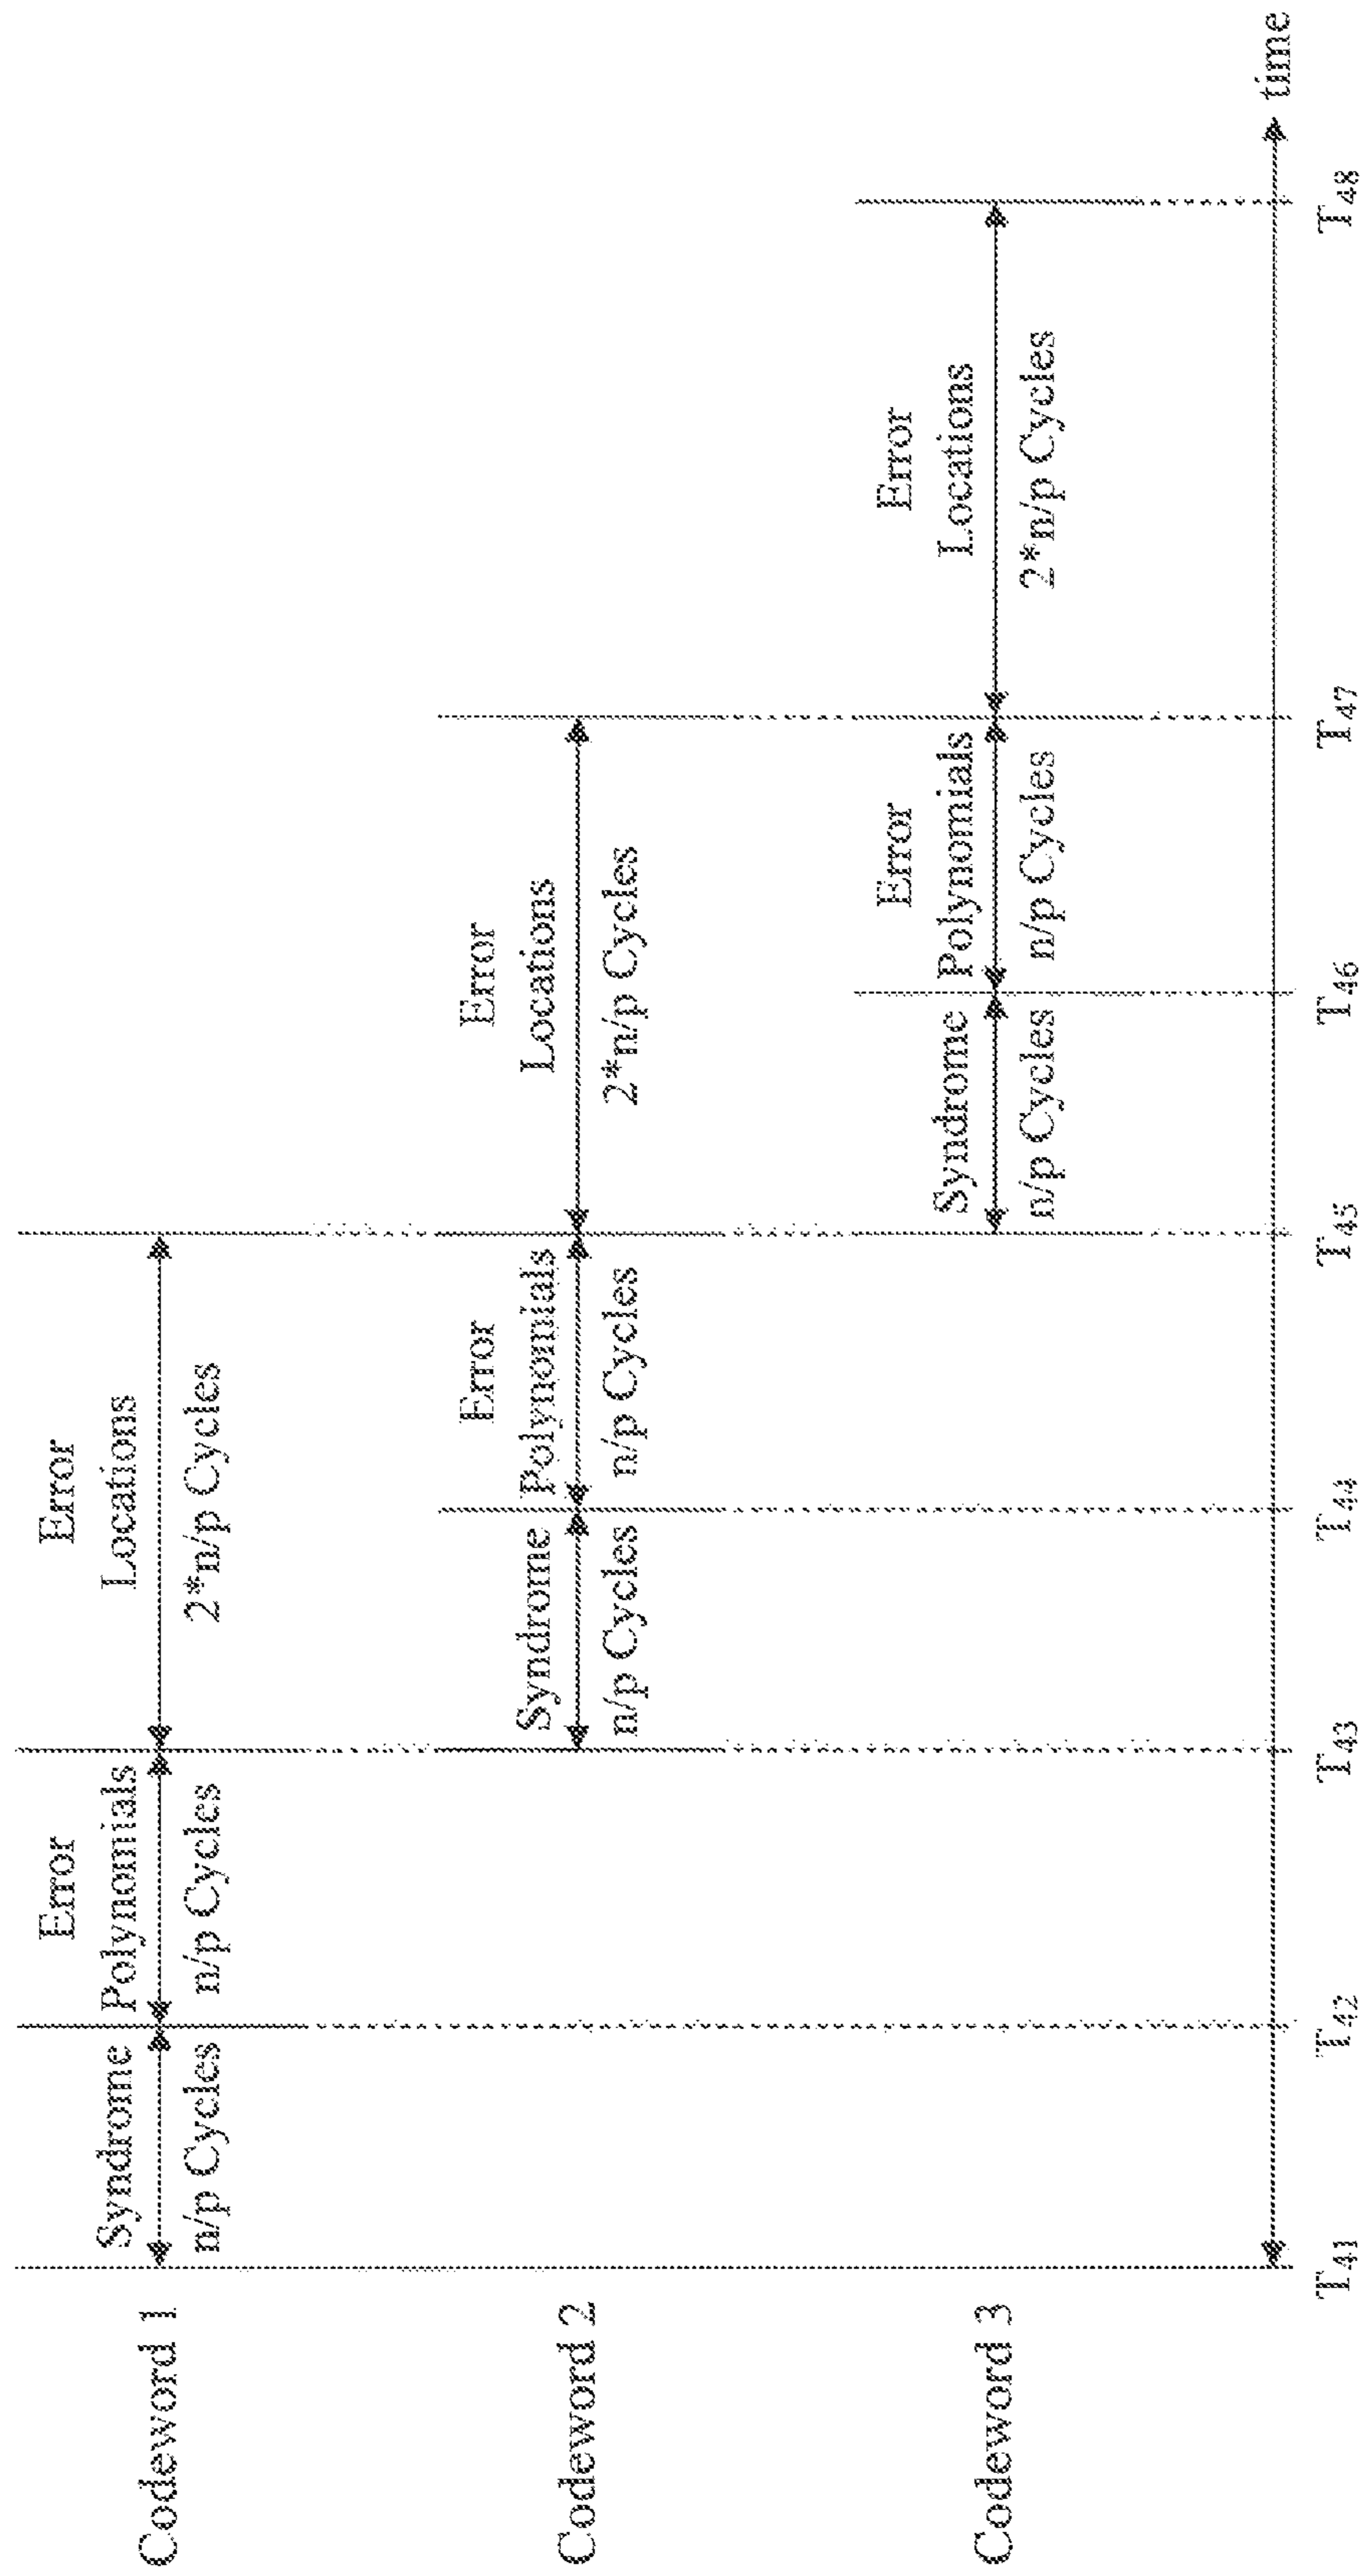 Codeword 1
Syndrome
n/p Cycles
Error
Polynomials
n/p Cycles
Error
Locations
2*n/p Cycles
Codeword 2
Syndrome
n/p Cycles
Error
Polynomials
n/p Cycles
Error
Locations
2*n/p Cycles
Codeword 3
Syndrome
n/p Cycles
Error
Polynomials
n/p Cycles
Error
Locations
2*n/p Cycles
time
T41
T42
T43
T44
T45
T46
T47
T48